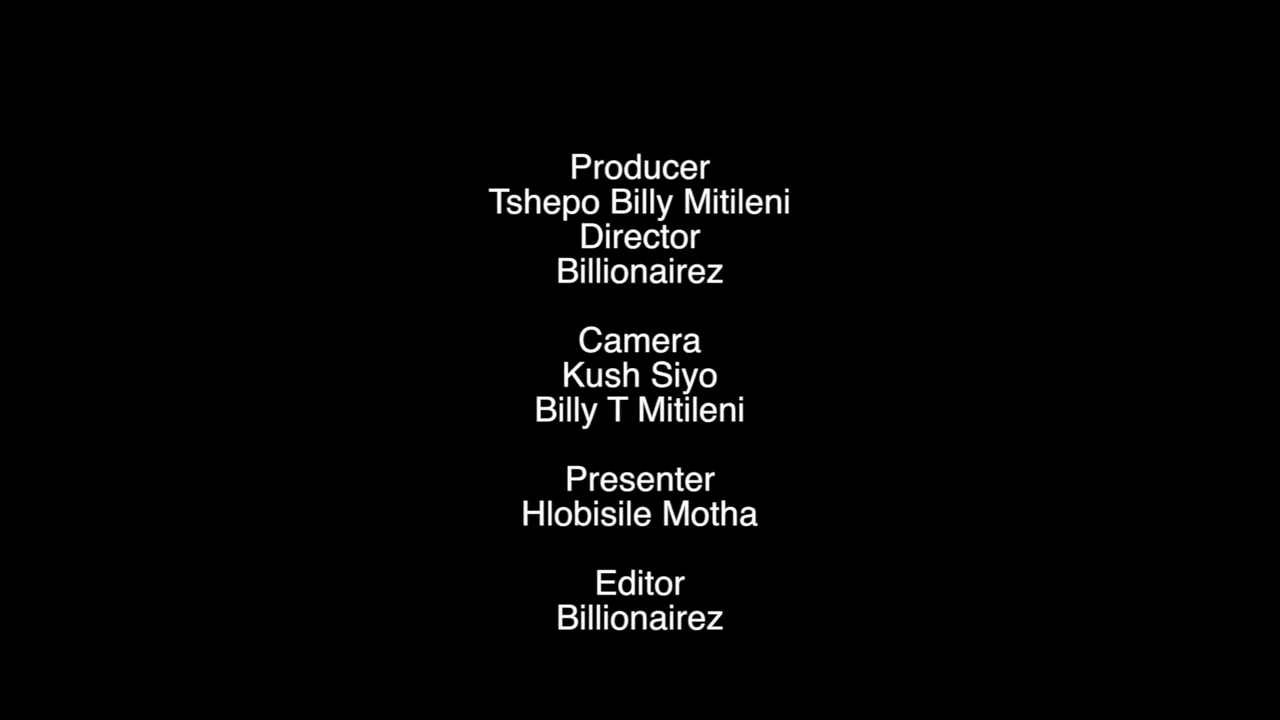 Producer
Tshepo Billy Mitileni
Director
Billionairez
Camera
Kush Siyo
Billy T Mitileni
Presenter
Hlobisile Motha
Editor
Billionairez